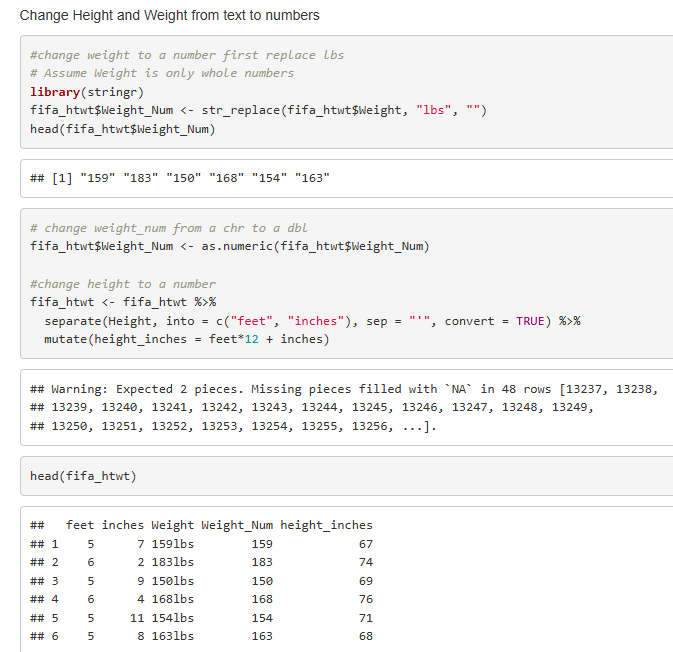 Change Height and Weight from text to numbers
#change weight to a number first replace lbs
# Assume Weight is only whole numbers
library(stringr)
fifa_htwt$Weight_Num <- str_replace(fifa_htwt$Weight, "lbs", "")
head(fifa_htwt$Weight_Num)
## [1] "159" "183" "150" "168" "154" "163"
# change weight_num from a chr to a dbl
fifa_htwt$Weight_Num <- as.numeric(fifa_htwt$Weight_Num)
#change height to a number
fifa_htwt <- fifa_htwt %>%
  separate(Height, into = c("feet", "inches"), sep = "'", convert = TRUE) %>%
  mutate(height_inches = feet*12 + inches)
## Warning: Expected 2 pieces. Missing pieces filled with `NA` in 48 rows [13237, 13238,
## 13239, 13240, 13241, 13242, 13243, 13244, 13245, 13246, 13247, 13248, 13249,
## 13250, 13251, 13252, 13253, 13254, 13255, 13256, ...].
head(fifa_htwt)
##   feet inches Weight Weight_Num height_inches
## 1    5      7 159lbs        159            67
## 2    6      2 183lbs        183            74
## 3    5      9 150lbs        150            69
## 4    6      4 168lbs        168            76
## 5    5     11 154lbs        154            71
## 6    5      8 163lbs        163            68